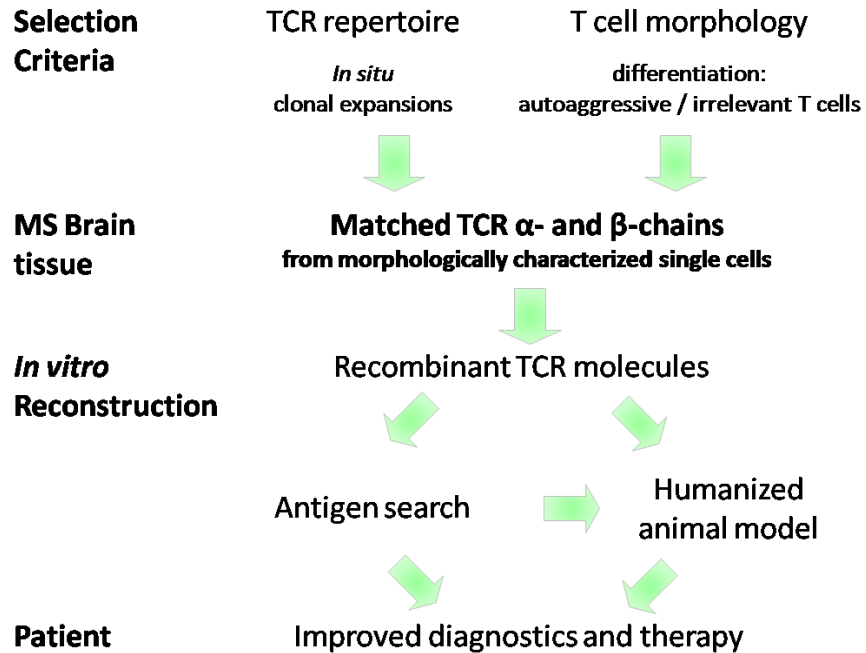 Selection
Criteria
TCR repertoire
In situ
clonal expansions
T cell morphology
differentiation:
autoaggressive / irrelevant T cells
MS Brain
tissue
Matched TCR α- and β-chains
from morphologically characterized single cells
In vitro
Reconstruction
Recombinant TCR molecules
Antigen search
Humanized
animal model
Patient
Improved diagnostics and therapy